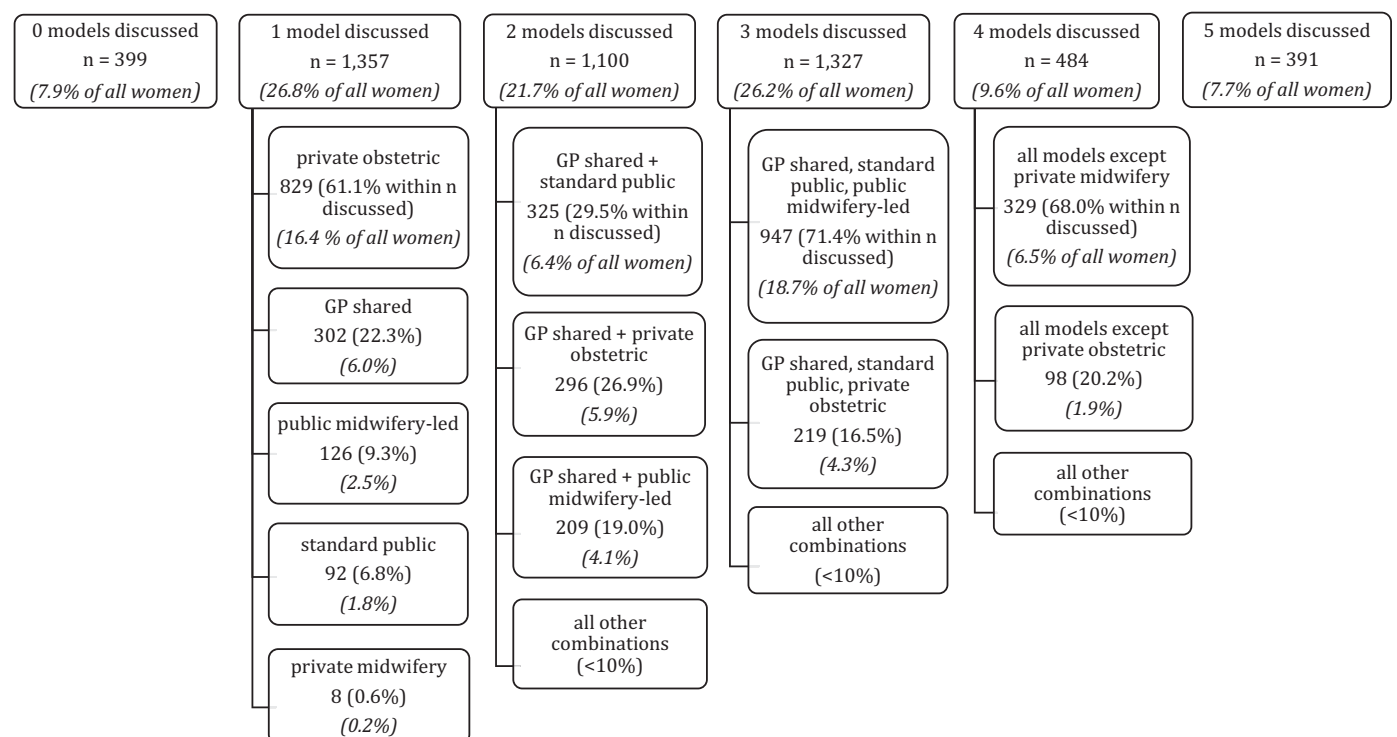 0 models discussed
n = 399
(7.9% of all women)
1 model discussed
n = 1,357
(26.8% of all women)
private obstetric
829 (61.1% within n
discussed)
(16.4 % of all women)
GP shared
302 (22.3%)
(6.0%)
public midwifery-led
126 (9.3%)
(2.5%)
standard public
92 (6.8%)
(1.8%)
private midwifery
8 (0.6%)
(0.2%)
2 models discussed
n = 1,100
(21.7% of all women)
GP shared +
standard public
325 (29.5% within
n discussed)
(6.4% of all women)
GP shared + private
obstetric
296 (26.9%)
(5.9%)
GP shared + public
midwifery-led
209 (19.0%)
(4.1%)
all other
combinations
(<10%)
3 models discussed
n = 1,327
(26.2% of all women)
GP shared, standard
public, public
midwifery-led
947 (71.4% within n
discussed)
(18.7% of all women)
GP shared, standard
public, private
obstetric
219 (16.5%)
(4.3%)
all other
combinations
(<10%)
4 models discussed
n = 484
(9.6% of all women)
all models except
private midwifery
329 (68.0% within n
discussed)
(6.5% of all women)
all models except
private obstetric
98 (20.2%)
(1.9%)
all other
combinations
(<10%)
5 models discussed
n = 391
(7.7% of all women)